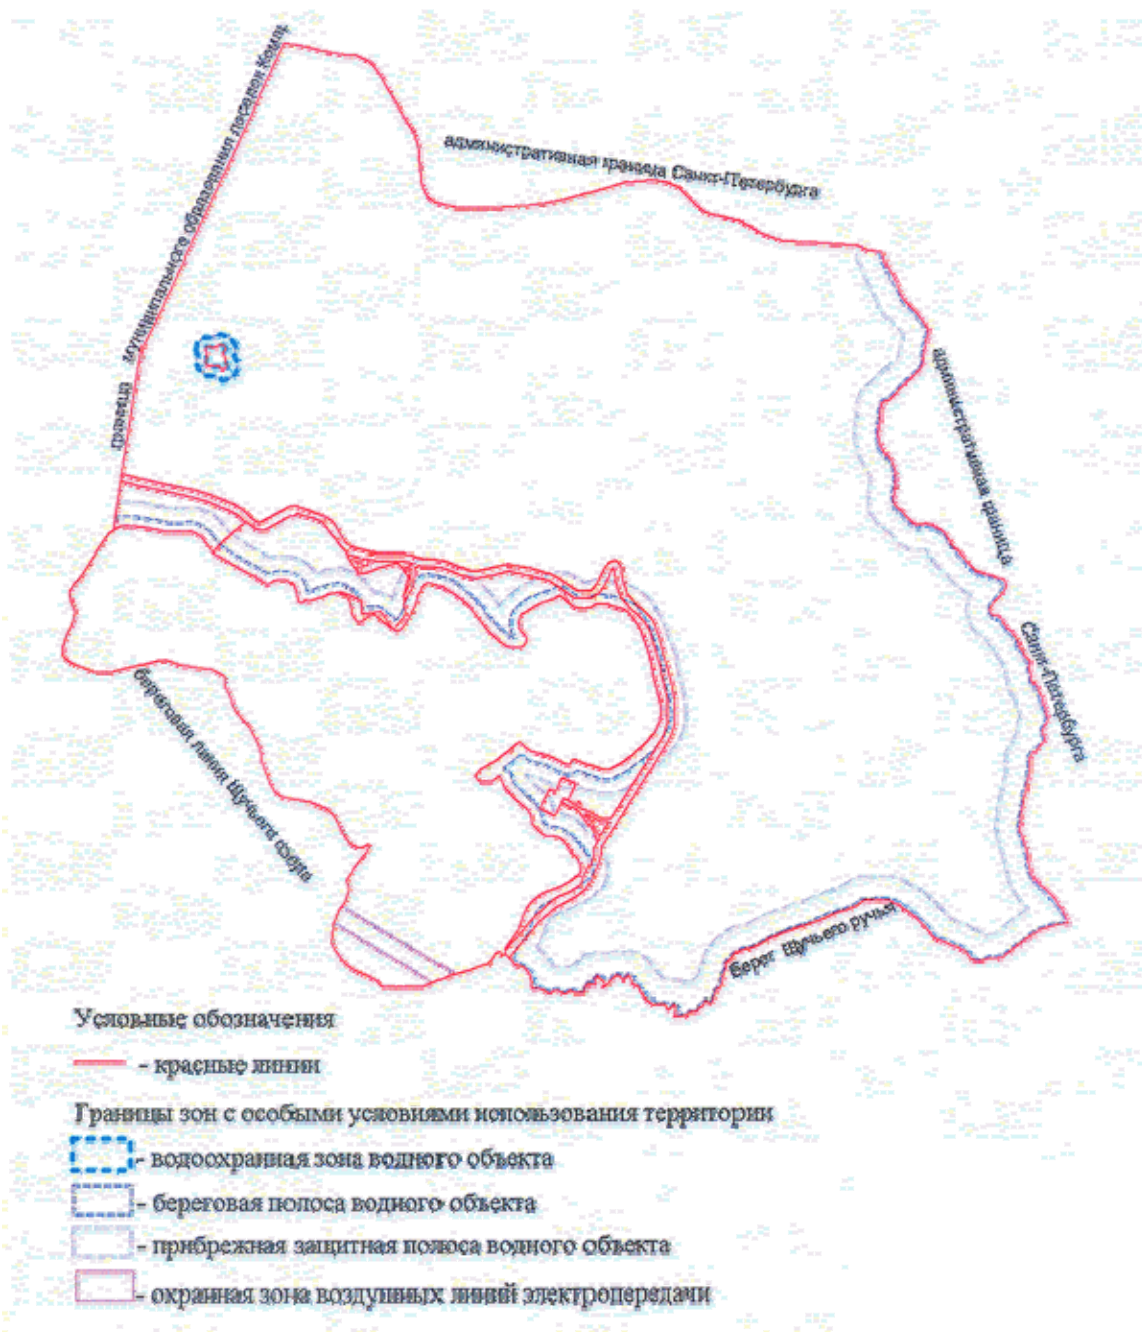 граница муниципального образования поселок Комарово
административная граница Санкт-Петербурга
административная граница
Санкт-Петербурга
береговая линия Щучьего озера
Берег Щучьего ручья
Условные обозначения
- красные линии
Границы зон с особыми условиями использования территории
- водоохранная зона водного объекта
- береговая полоса водного объекта
- прибрежная защитная полоса водного объекта
- охранная зона воздушных линий электропередачи